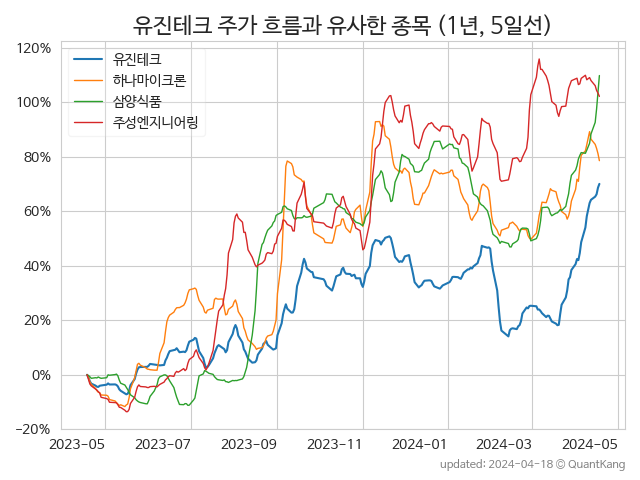 유진테크 주가 흐름과 유사한 종목 (1년, 5일선)
120%
100%
80%
60%
40%
20%
0%
−20%
유진테크
하나마이크론
삼양식품
주성엔지니어링
2023-05 2023-07 2023-09 2023-11 2024-01 2024-03 2024-05
updated: 2024-04-18 © QuantKang